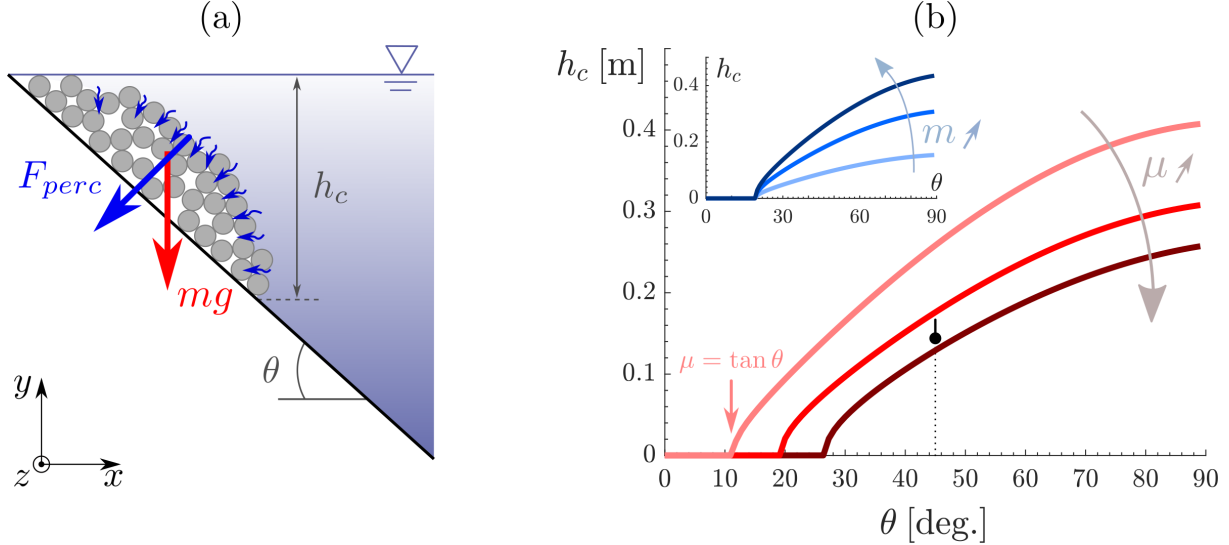 (a)
F_perc
mg
h_c
θ
y
z
x
(b)
h_c [m]
0.4
0.3
0.2
0.1
0
μ = tan θ
μ ↗
0 10 20 30 40 50 60 70 80 90
θ [deg.]
h_c
0.4
0.2
0
m ↗
θ
0 30 60 90